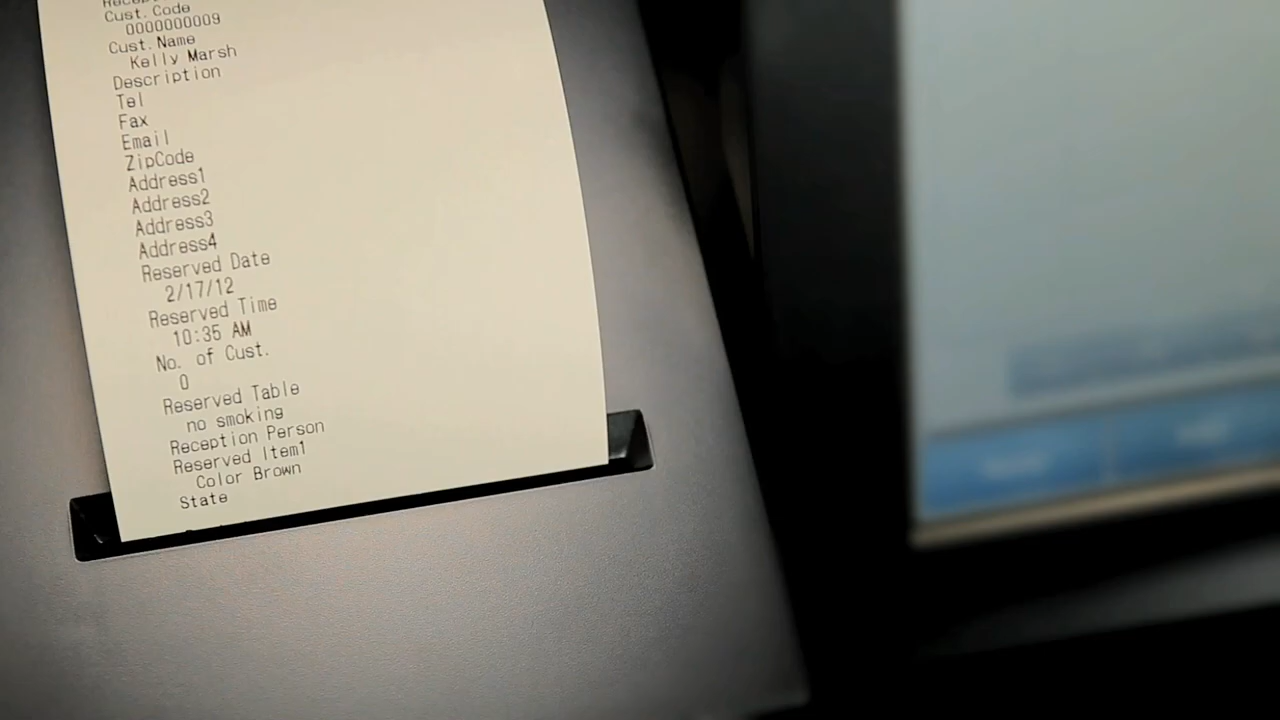 Cust.Code
0000000009
Cust.Name
Kelly Marsh
Description
Tel
Fax
Email
ZipCode
Address1
Address2
Address3
Address4
Reserved Date
2/17/12
Reserved Time
10:35 AM
No. of Cust.
0
Reserved Table
no smoking
Reception Person
Reserved Item1
Color Brown
State